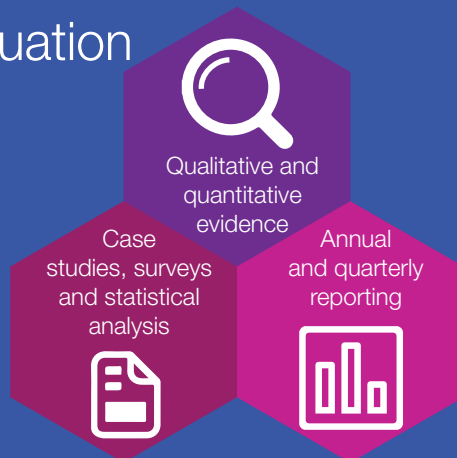 uation
Qualitative and
quantitative
evidence
Case
studies, surveys
and statistical
analysis
Annual
and quarterly
reporting